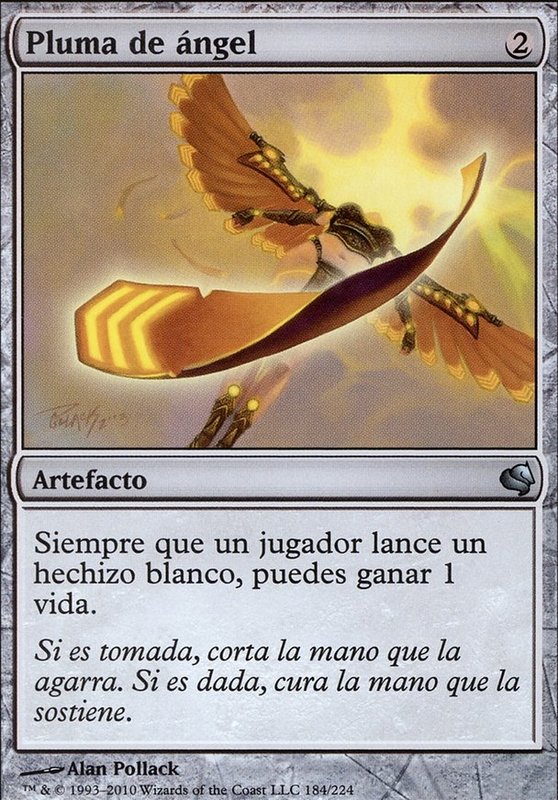 Pluma de ángel 2
Artefacto
Siempre que un jugador lance un
hechizo blanco, puedes ganar 1
vida.
Si es tomada, corta la mano que la
agarra. Si es dada, cura la mano que la
sostiene.
Alan Pollack
™ & © 1993–2010 Wizards of the Coast LLC 184/224